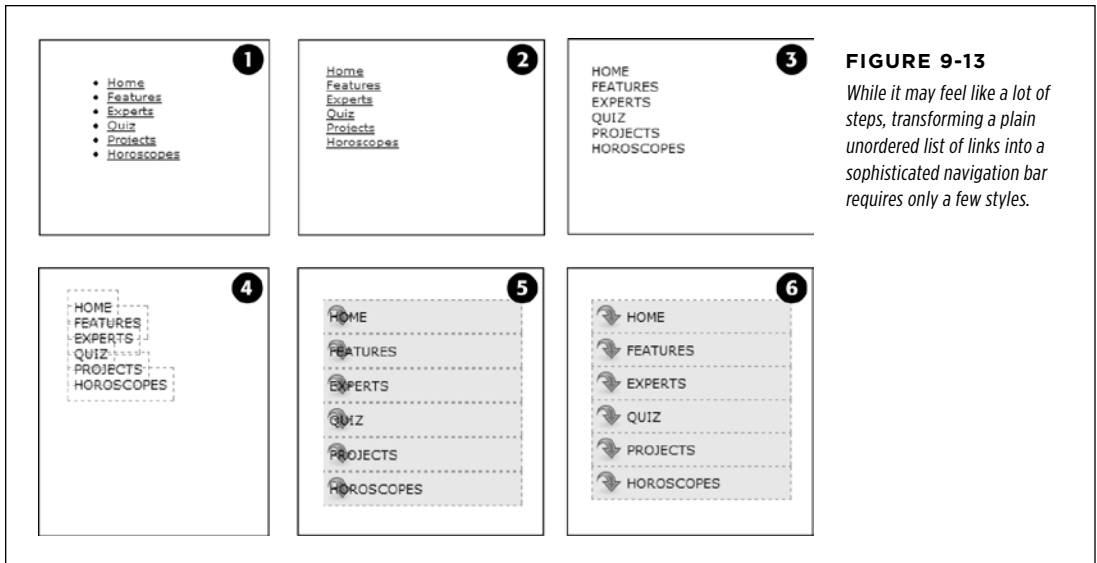 1
Home
Features
Experts
Quiz
Projects
Horoscopes
2
Home
Features
Experts
Quiz
Projects
Horoscopes
3
HOME
FEATURES
EXPERTS
QUIZ
PROJECTS
HOROSCOPES
FIGURE 9-13
While it may feel like a lot of
steps, transforming a plain
unordered list of links into a
sophisticated navigation bar
requires only a few styles.
4
HOME
FEATURES
EXPERTS
QUIZ
PROJECTS
HOROSCOPES
5
HOME
FEATURES
EXPERTS
QUIZ
PROJECTS
HOROSCOPES
6
HOME
FEATURES
EXPERTS
QUIZ
PROJECTS
HOROSCOPES